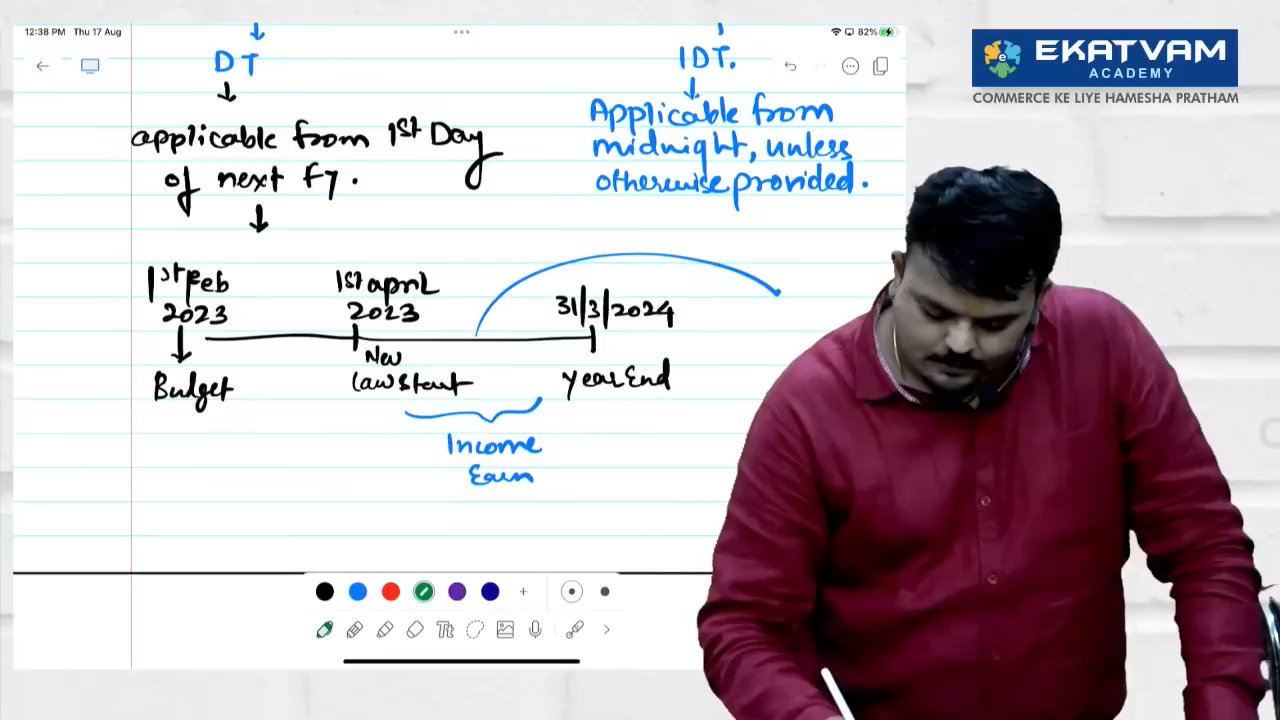 12:38 PM Thu 17 Aug
82%
EKATVAM
ACADEMY
COMMERCE KE LIYE HAMESHA PRATHAM
DT
applicable from 1st Day
of next FY.
IDT.
Applicable from
midnight, unless
otherwise provided.
1st Feb
2023
Budget
1st april
2023
New
Law Start
31/3/2024
Year End
Income
Earn
Tt